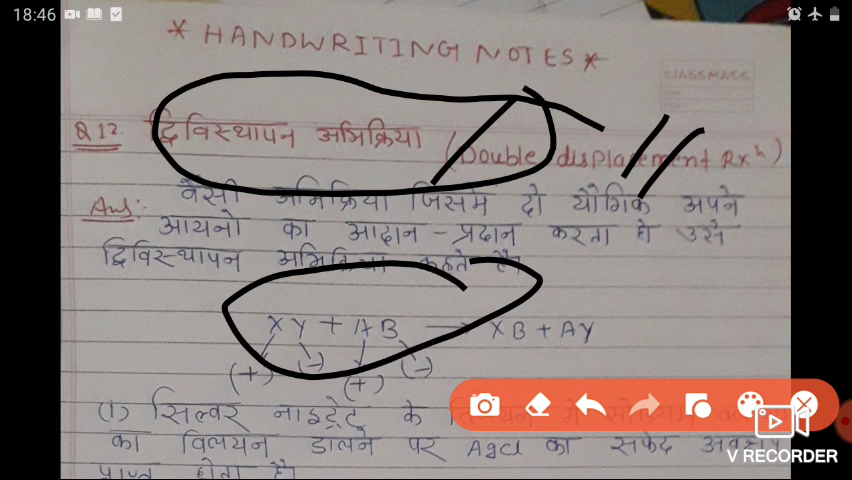 18:46
* HANDWRITING NOTES *
CLASSMATE
Q 12. द्विविस्थापन अभिक्रिया (Double displacement Rxⁿ)
Ans:- वैसी अभिक्रिया जिसमे दो यौगिक अपने
आयनो का आदान - प्रदान करता हो उसे
द्विविस्थापन अभिक्रिया कहते है।
XY + AB → XB + AY
(+) (-) (+) (-)
(1) सिल्वर नाइट्रेट के
का विलयन डालने पर AgCl का सफेद
प्राप्त होता है
V RECORDER